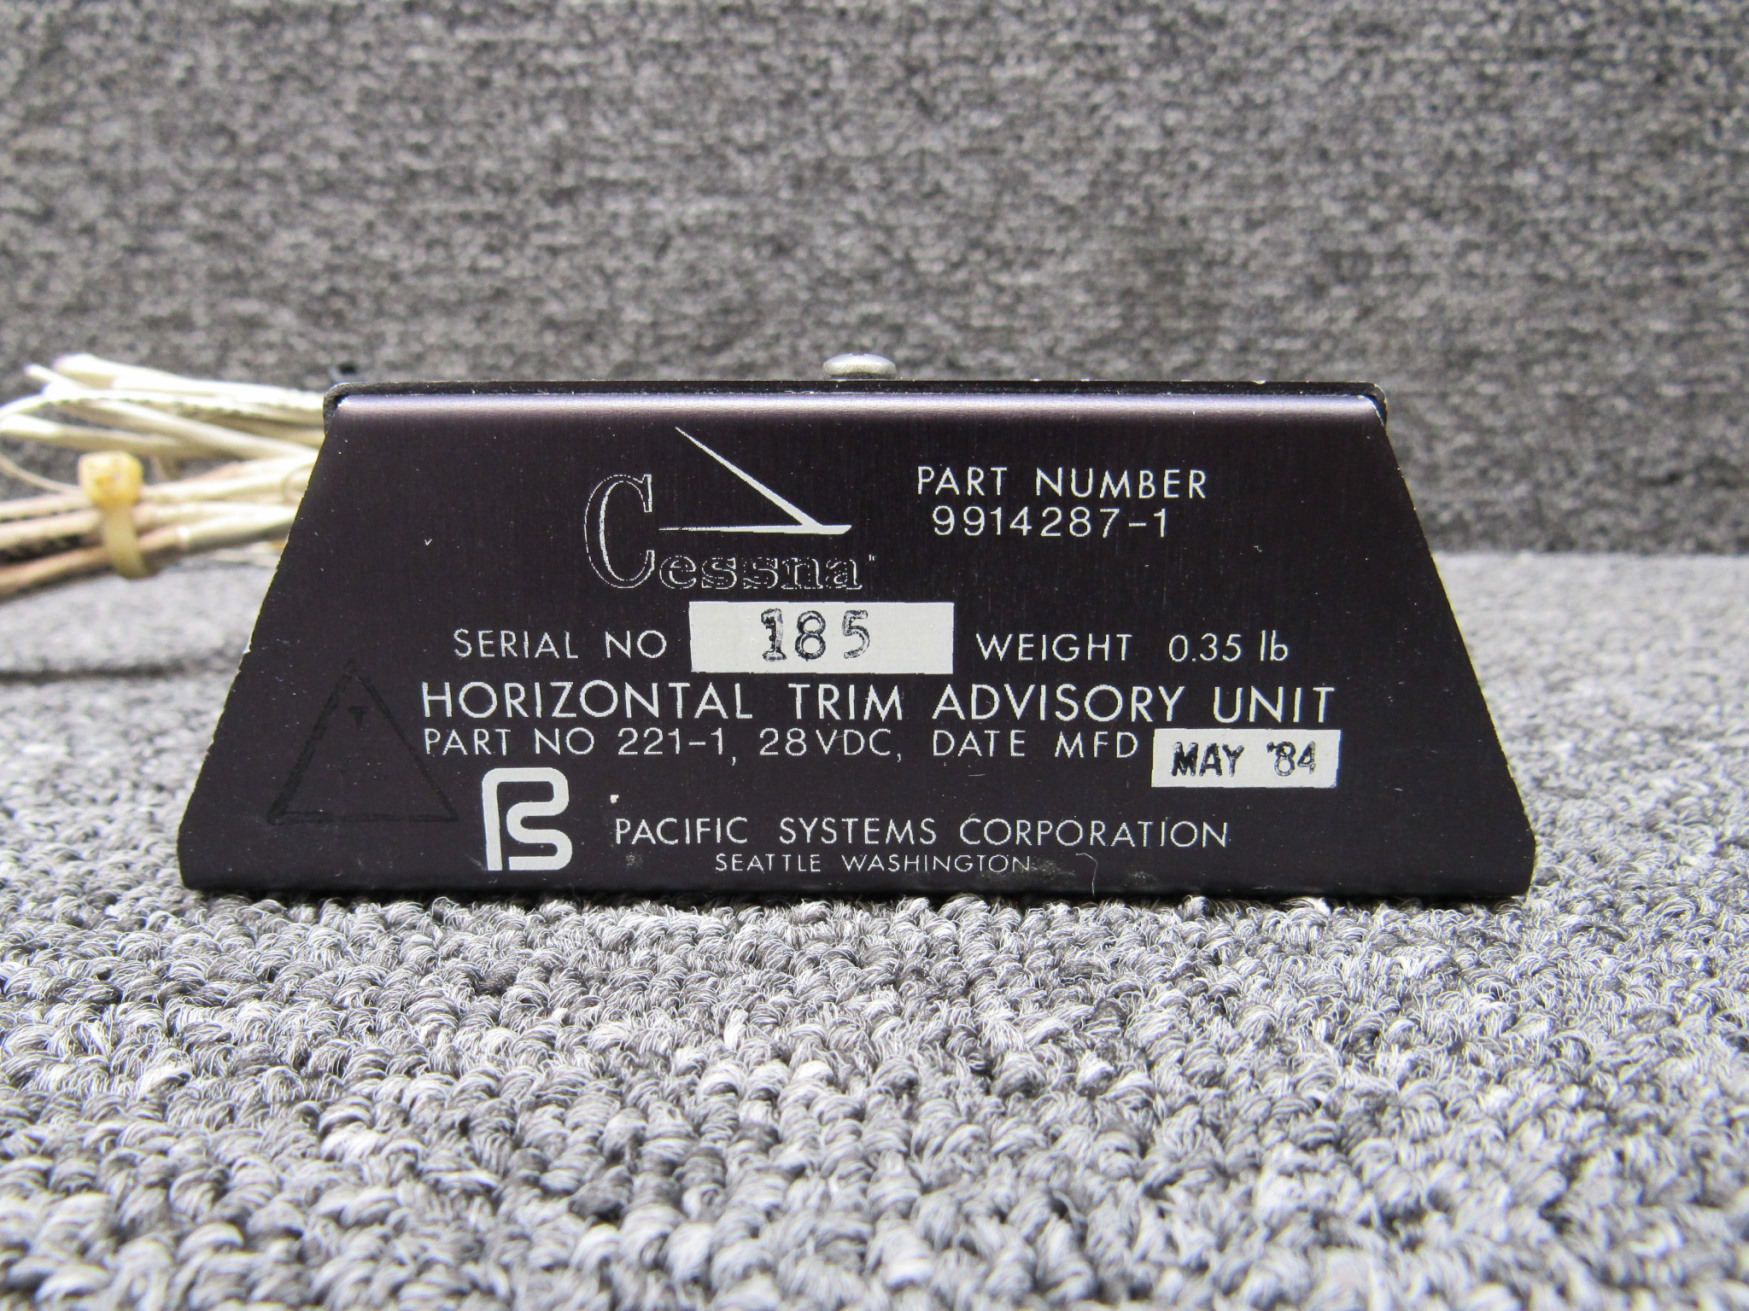 Cessna
PART NUMBER
9914287-1
SERIAL NO 185 WEIGHT 0.35 lb
HORIZONTAL TRIM ADVISORY UNIT
PART NO 221-1, 28VDC, DATE MFD MAY '84
PS PACIFIC SYSTEMS CORPORATION
SEATTLE WASHINGTON